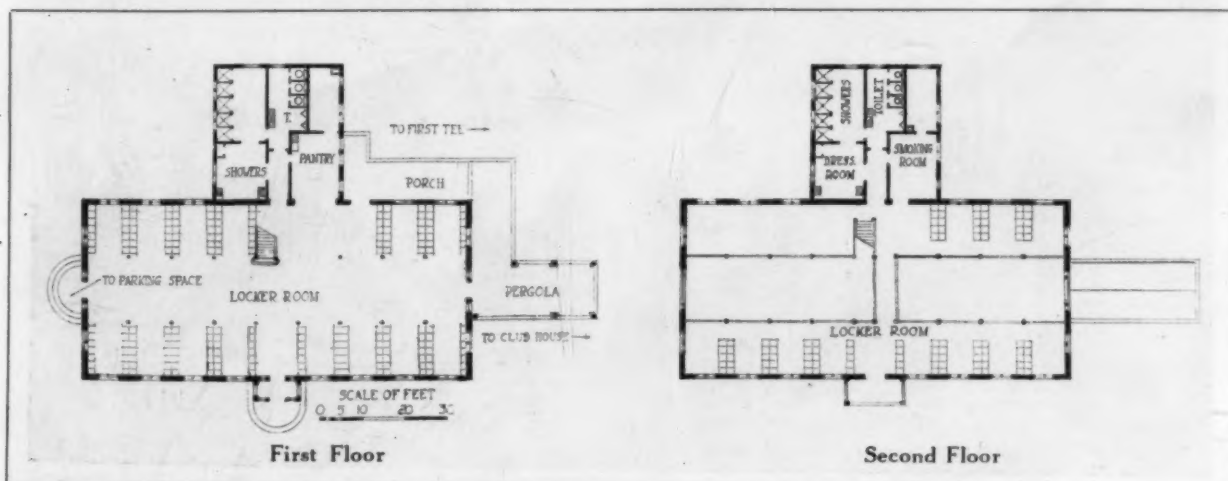 TO FIRST TEE
T.
PANTRY
SHOWERS
PORCH
TO PARKING SPACE
LOCKER ROOM
PERGOLA
TO CLUB HOUSE
SCALE OF FEET
0 5 10 20 30
First Floor
SHOWERS
TOILET
DRESS. ROOM
SMOKING ROOM
LOCKER ROOM
Second Floor